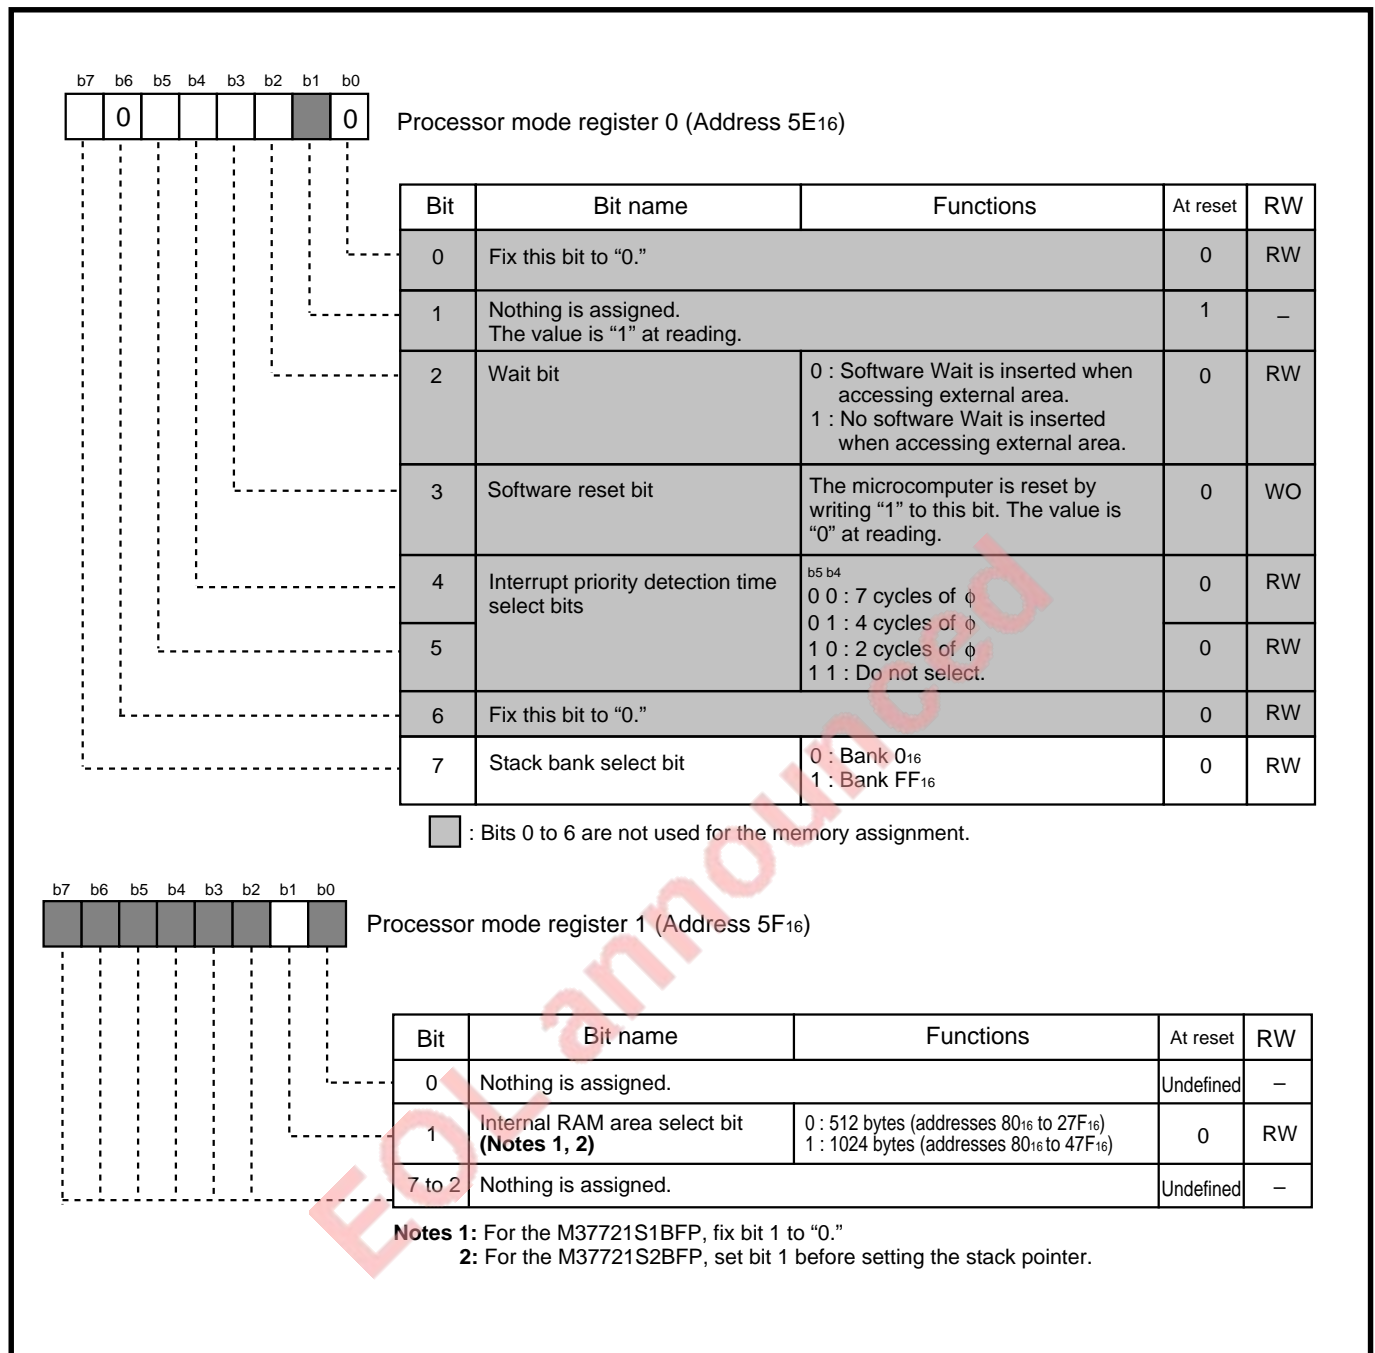 b7 b6 b5 b4 b3 b2 b1 b0
0 0
Processor mode register 0 (Address 5E16)
Bit Bit name Functions At reset RW
0 Fix this bit to “0.” 0 RW
1 Nothing is assigned. 1 –
The value is “1” at reading.
2 Wait bit 0 : Software Wait is inserted when 0 RW
accessing external area.
1 : No software Wait is inserted
when accessing external area.
3 Software reset bit The microcomputer is reset by 0 WO
writing “1” to this bit. The value is
“0” at reading.
b5 b4
4 Interrupt priority detection time 0 0 : 7 cycles of ϕ 0 RW
select bits
0 1 : 4 cycles of ϕ
5 1 0 : 2 cycles of ϕ 0 RW
1 1 : Do not select.
6 Fix this bit to “0.” 0 RW
7 Stack bank select bit 0 : Bank 016 0 RW
1 : Bank FF16
: Bits 0 to 6 are not used for the memory assignment.
b7 b6 b5 b4 b3 b2 b1 b0
Processor mode register 1 (Address 5F16)
Bit Bit name Functions At reset RW
0 Nothing is assigned. Undefined –
1 Internal RAM area select bit 0 : 512 bytes (addresses 8016 to 27F16) 0 RW
(Notes 1, 2) 1 : 1024 bytes (addresses 8016 to 47F16)
7 to 2 Nothing is assigned. Undefined –
Notes 1: For the M37721S1BFP, fix bit 1 to “0.”
2: For the M37721S2BFP, set bit 1 before setting the stack pointer.
EOL announced